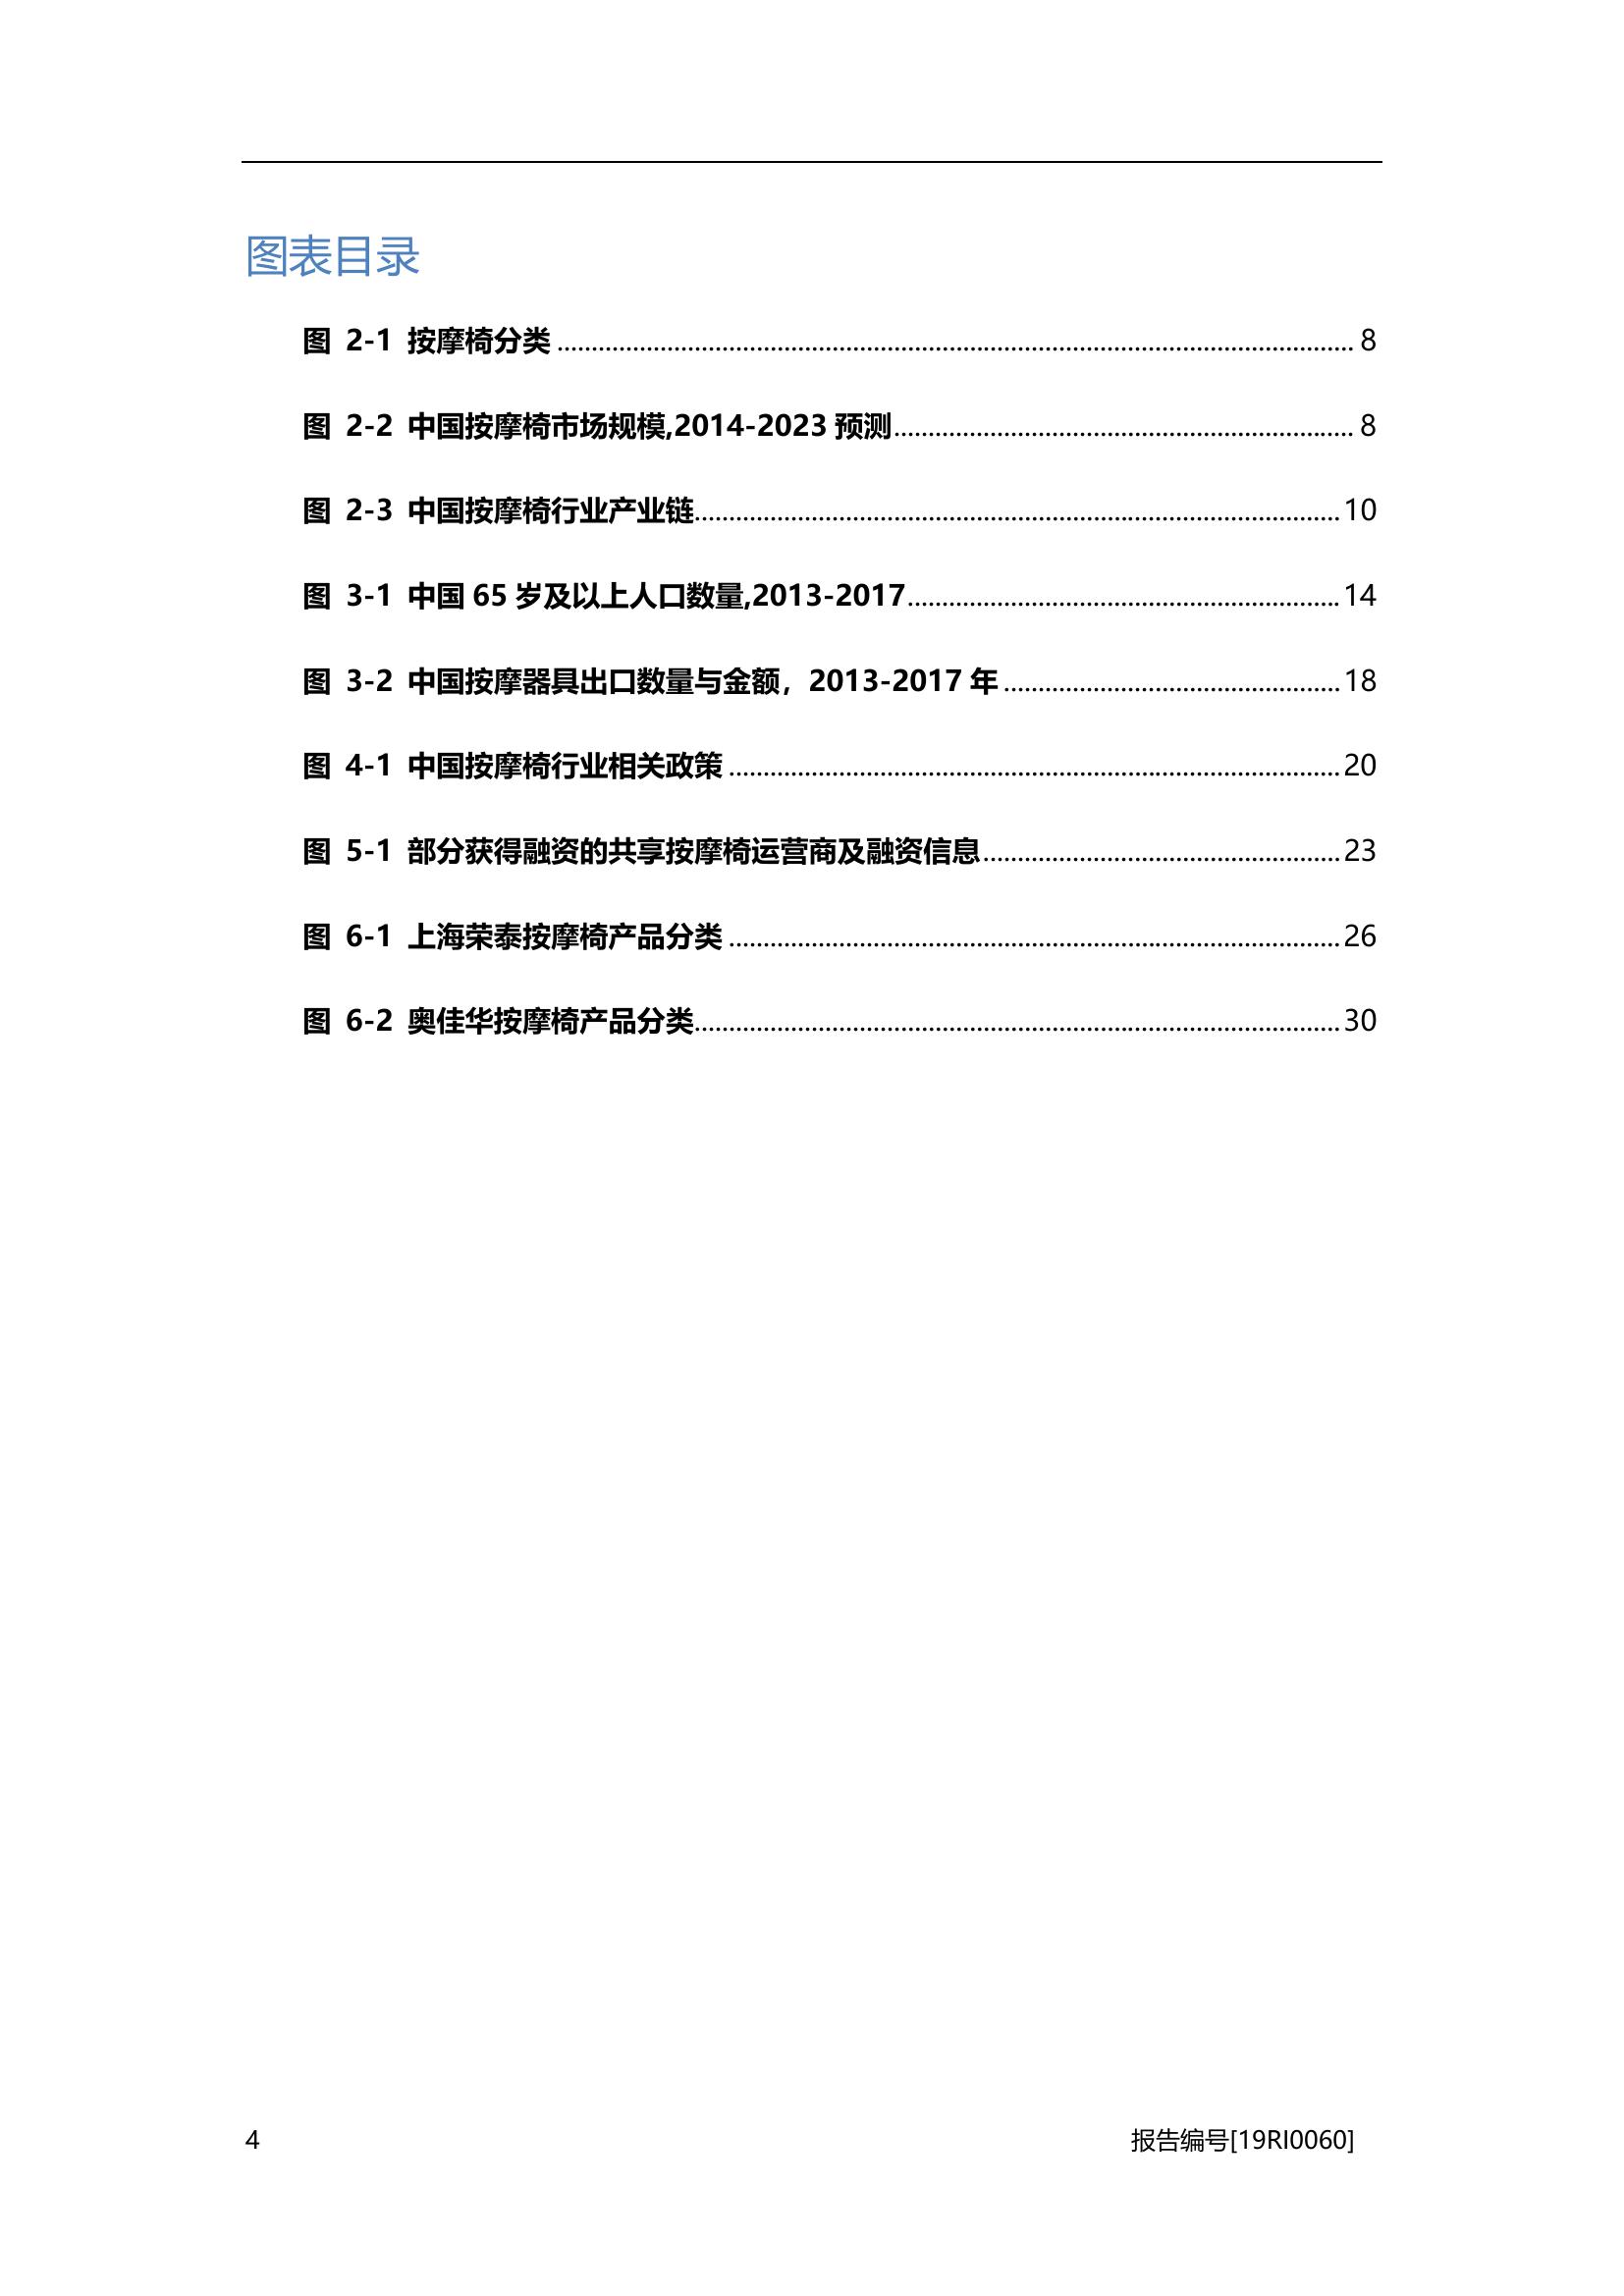 图表目录
图 2-1 按摩椅分类........................................ 8
图 2-2 中国按摩椅市场规模,2014-2023 预测........................................ 8
图 2-3 中国按摩椅行业产业链........................................ 10
图 3-1 中国 65 岁及以上人口数量,2013-2017........................................ 14
图 3-2 中国按摩器具出口数量与金额，2013-2017 年........................................ 18
图 4-1 中国按摩椅行业相关政策........................................ 20
图 5-1 部分获得融资的共享按摩椅运营商及融资信息........................................ 23
图 6-1 上海荣泰按摩椅产品分类........................................ 26
图 6-2 奥佳华按摩椅产品分类........................................ 30
4 报告编号[19RI0060]